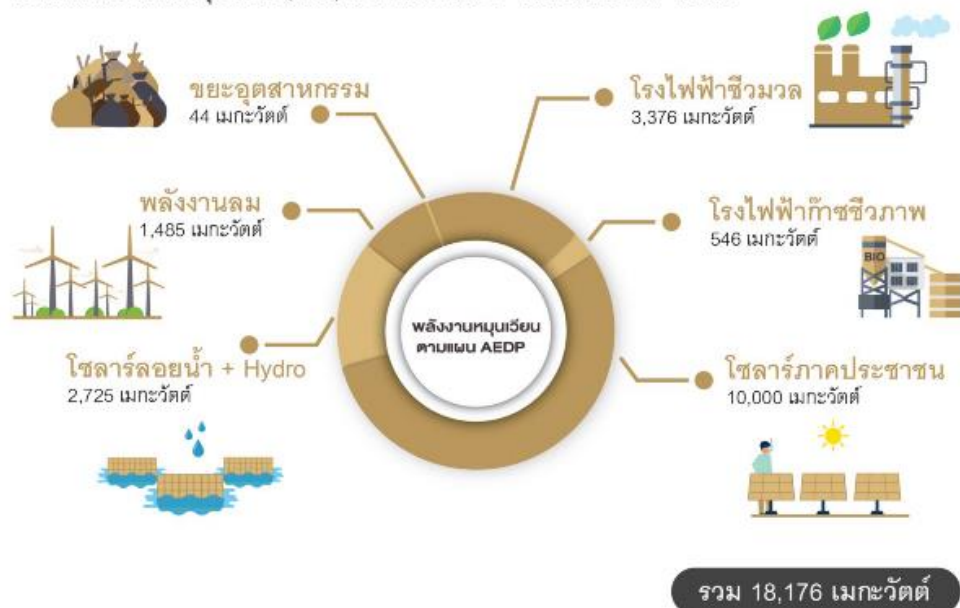 ขยะอุตสาหกรรม
44 เมกะวัตต์
โรงไฟฟ้าชีวมวล
3,376 เมกะวัตต์
พลังงานลม
1,485 เมกะวัตต์
โรงไฟฟ้าก๊าซชีวภาพ
546 เมกะวัตต์
BIO
พลังงานหมุนเวียน
ตามแผน AEDP
โซลาร์ลอยน้ำ + Hydro
2,725 เมกะวัตต์
โซลาร์ภาคประชาชน
10,000 เมกะวัตต์
รวม 18,176 เมกะวัตต์